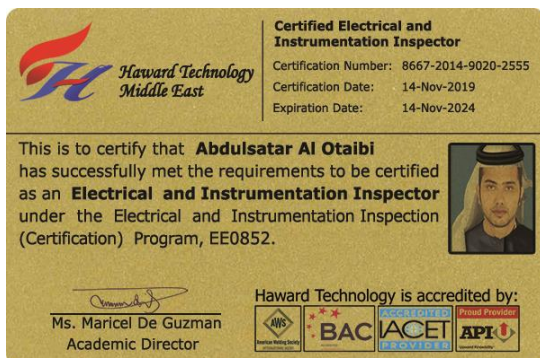 Haward Technology
Middle East
Certified Electrical and
Instrumentation Inspector
Certification Number: 8667-2014-9020-2555
Certification Date: 14-Nov-2019
Expiration Date: 14-Nov-2024
This is to certify that Abdulsatar Al Otaibi
has successfully met the requirements to be certified
as an Electrical and Instrumentation Inspector
under the Electrical and Instrumentation Inspection
(Certification) Program, EE0852.
Ms. Maricel De Guzman
Academic Director
Haward Technology is accredited by:
AWS
American Welding Society
BAC
ACCREDITED
IACET
PROVIDER
Proud Provider
API